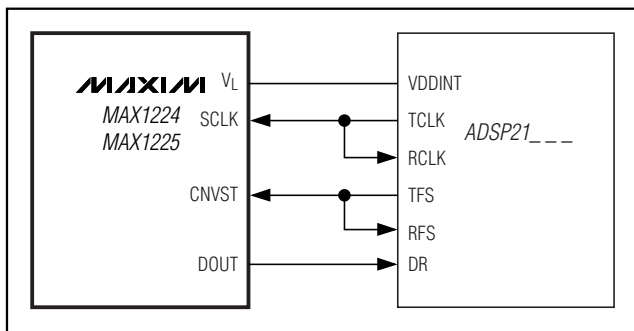 MAXIM
MAX1224
MAX1225
VL
SCLK
CNVST
DOUT
VDDINT
TCLK
RCLK
TFS
RFS
DR
ADSP21_ _ _